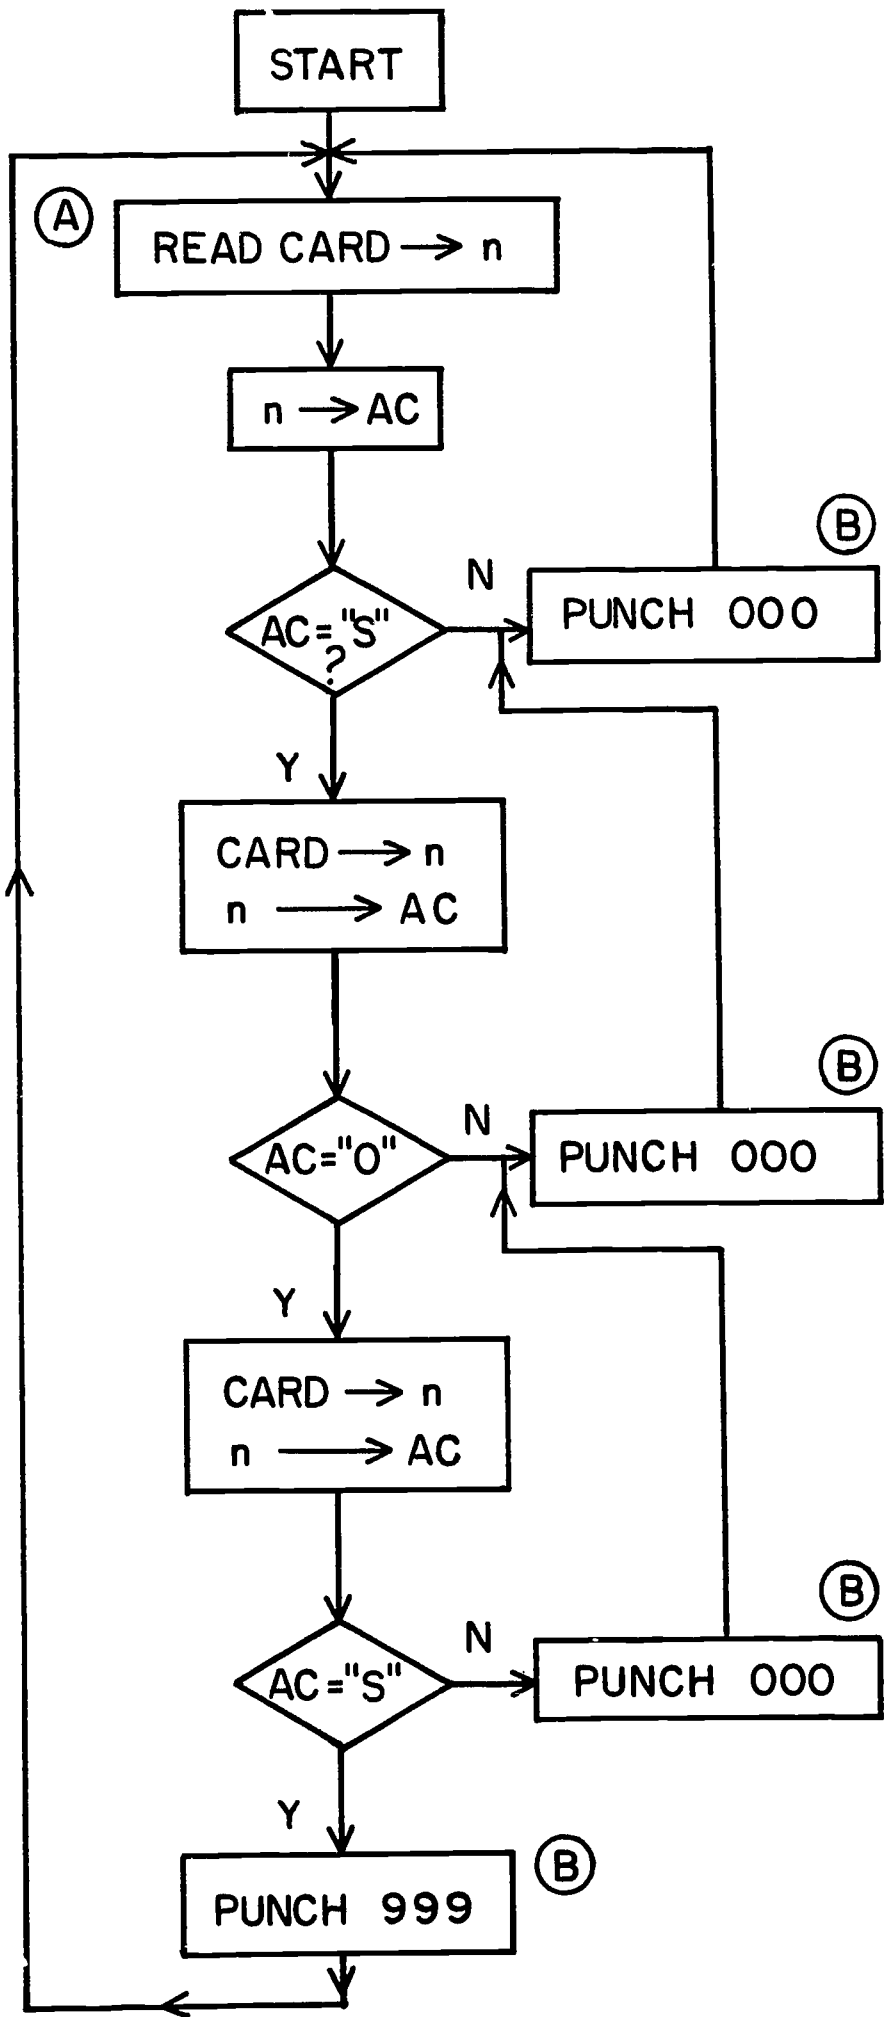 START
A
READ CARD → n
n → AC
B
N
PUNCH 000
AC="S"
?
Y
CARD → n
n → AC
B
N
PUNCH 000
AC="O"
Y
CARD → n
n → AC
B
N
PUNCH 000
AC="S"
Y
B
PUNCH 999